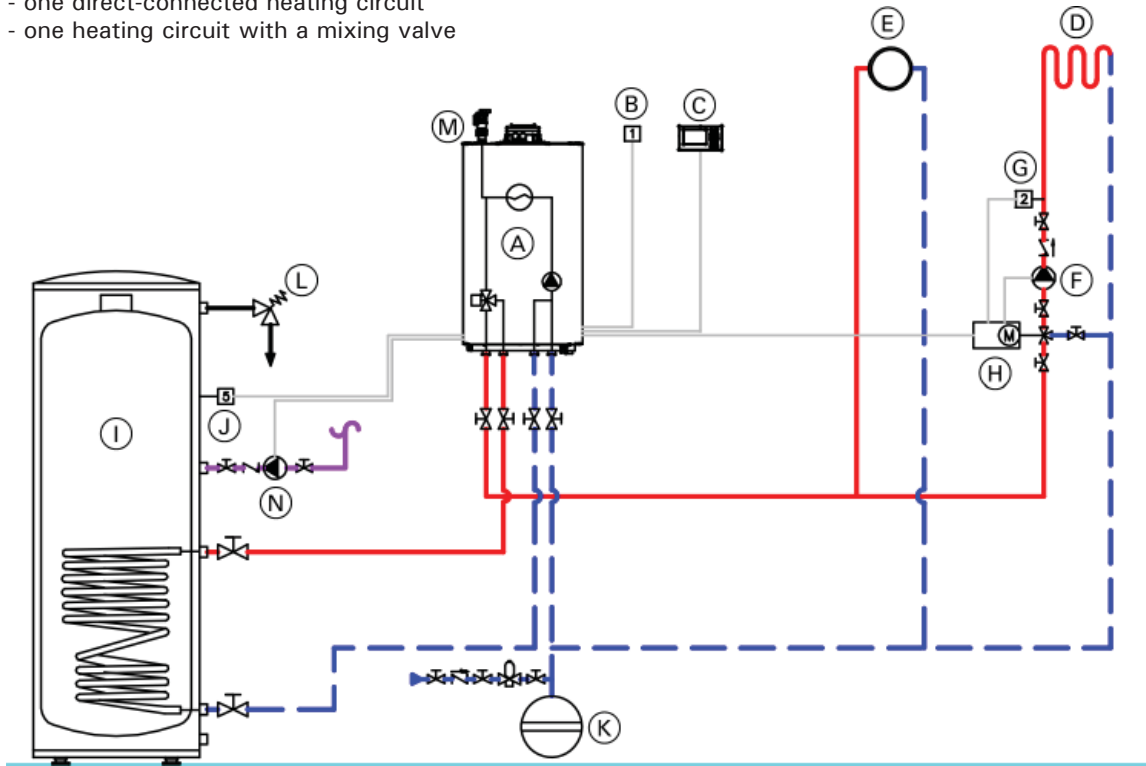 - one direct-connected heating circuit
- one heating circuit with a mixing valve
E
D
B
C
M
1
G
2
A
L
F
M
H
5
J
I
N
K